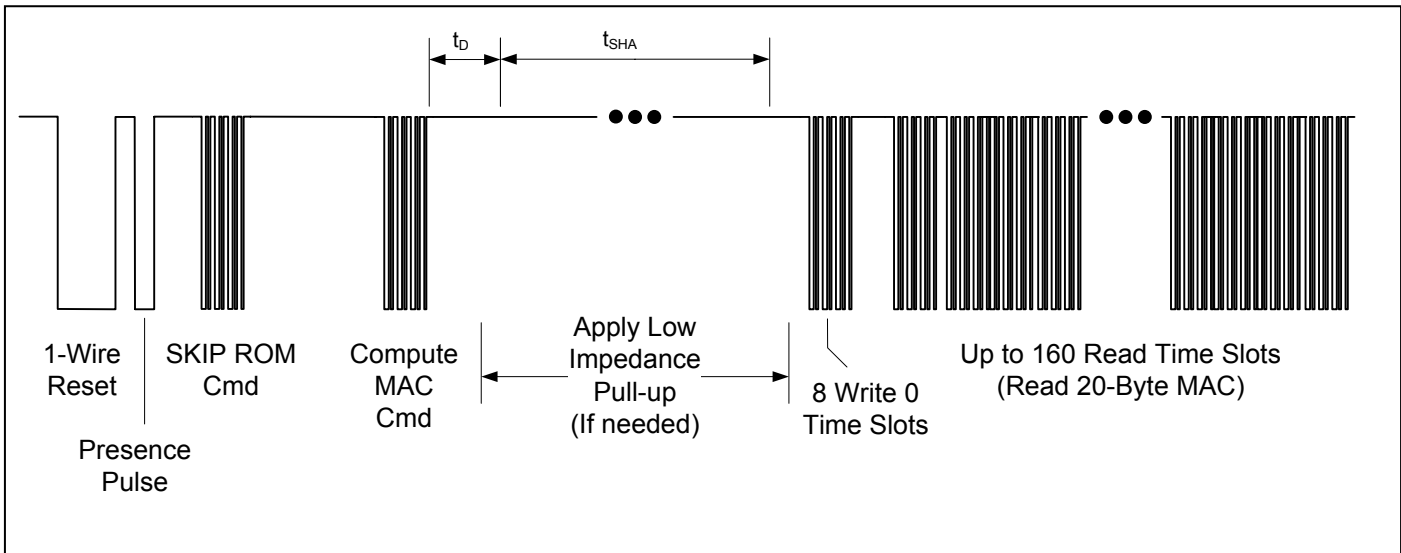 tD
tSHA
1-Wire
Reset
Presence
Pulse
SKIP ROM
Cmd
Compute
MAC
Cmd
Apply Low
Impedance
Pull-up
(If needed)
8 Write 0
Time Slots
Up to 160 Read Time Slots
(Read 20-Byte MAC)